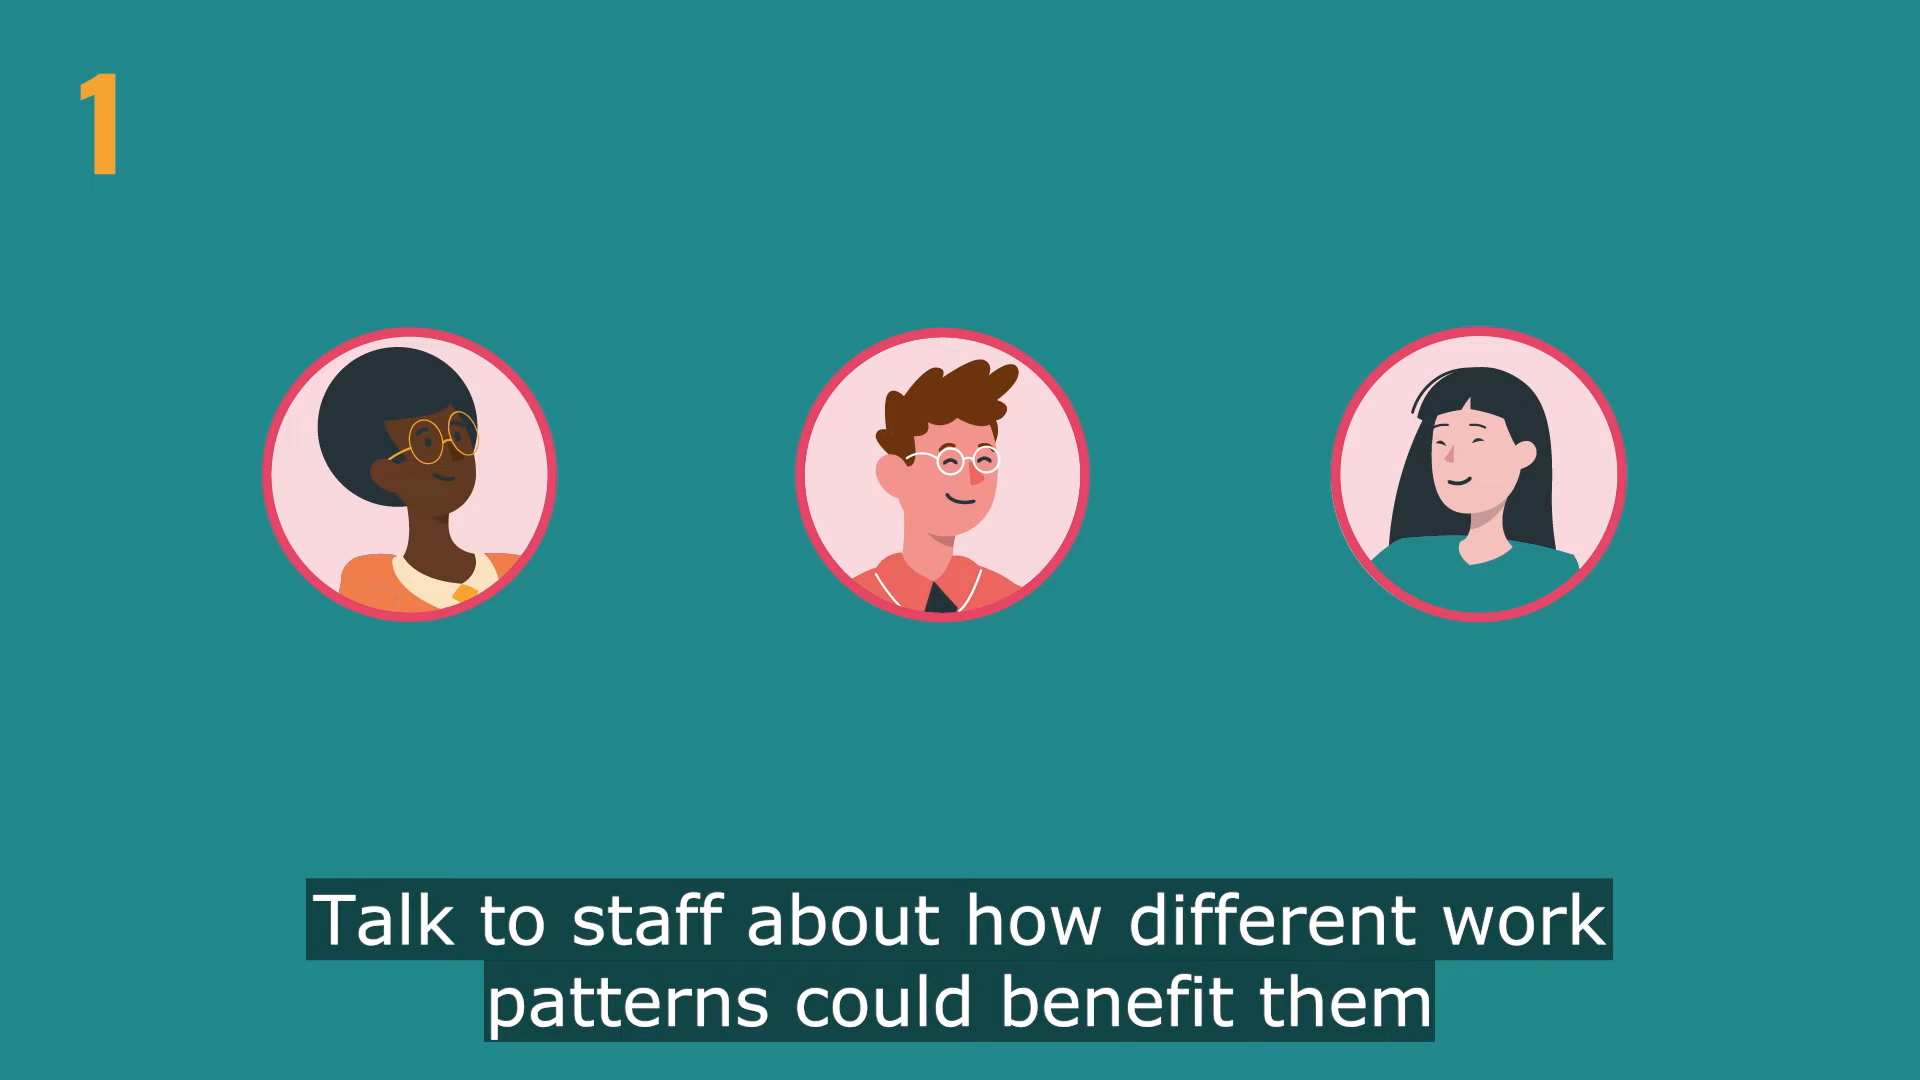 1
Talk to staff about how different work
patterns could benefit them